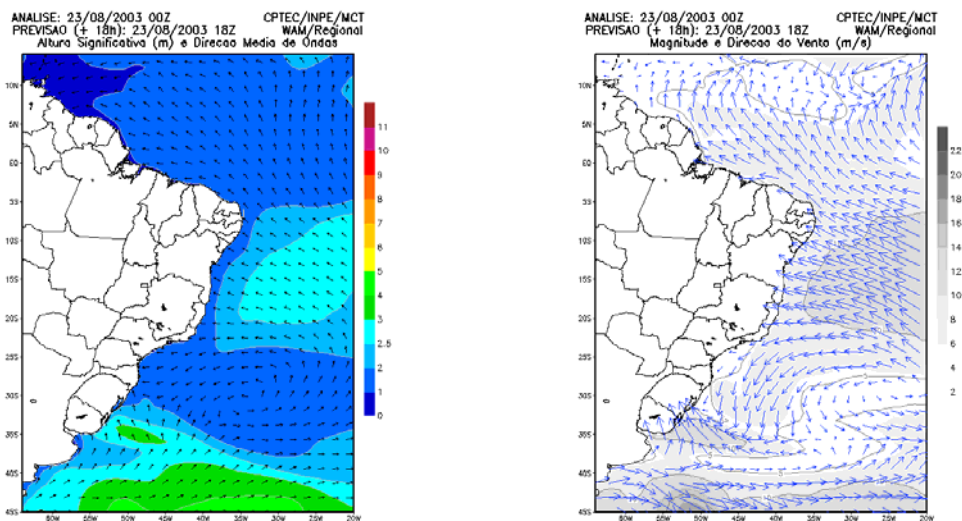 ANALISE: 23/08/2003 00Z CPTEC/INPE/MCT
PREVISAO (+ 18h): 23/08/2003 18Z WAM/Regional
Altura Significativa (m) e Direcao Media de Ondas
10N
5N
EQ
5S
10S
15S
20S
25S
30S
35S
40S
45S
60W 55W 50W 45W 40W 35W 30W 25W 20W
11
10
9
8
7
6
5
4
3
2.5
2
1
0
ANALISE: 23/08/2003 00Z CPTEC/INPE/MCT
PREVISAO (+ 18h): 23/08/2003 18Z WAM/Regional
Magnitude e Direcao do Vento (m/s)
10N
5N
EQ
5S
10S
15S
20S
25S
30S
35S
40S
45S
60W 55W 50W 45W 40W 35W 30W 25W 20W
22
20
18
16
14
12
10
8
6
4
2